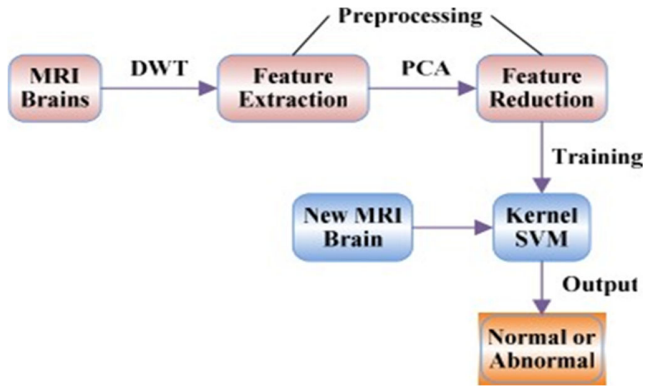 Preprocessing
MRI
Brains
DWT
Feature
Extraction
PCA
Feature
Reduction
Training
New MRI
Brain
Kernel
SVM
Output
Normal or
Abnormal